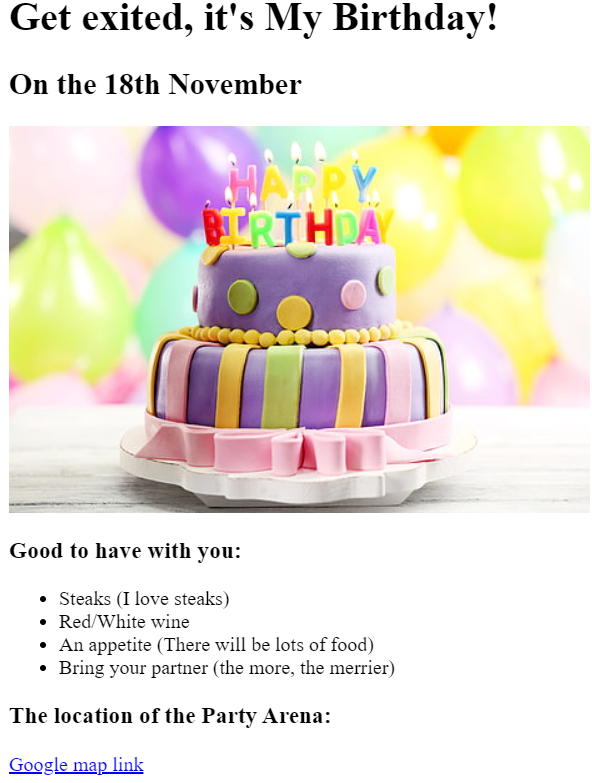 Get exited, it's My Birthday!
On the 18th November
HAPPY
BIRTHDAY
Good to have with you:
Steaks (I love steaks)
Red/White wine
An appetite (There will be lots of food)
Bring your partner (the more, the merrier)
The location of the Party Arena:
Google map link